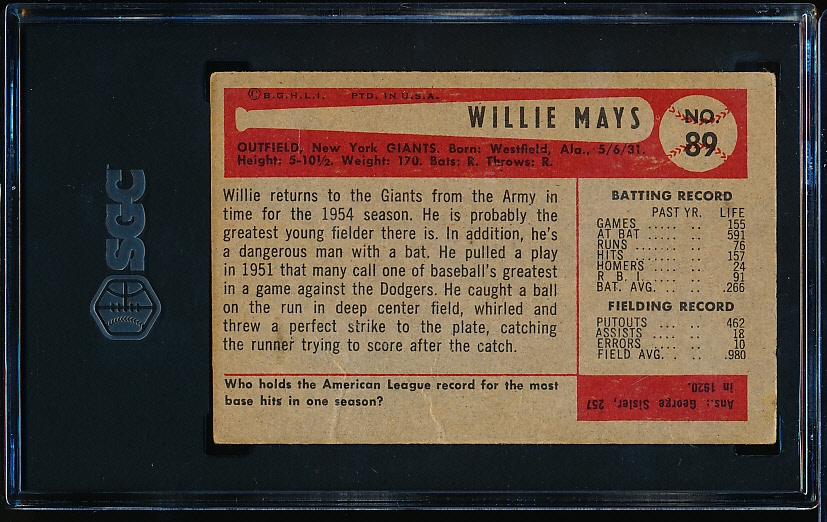 © B.G.H.L.I. PTD. IN U.S.A.
WILLIE MAYS
NO.
89
OUTFIELD, New York GIANTS. Born: Westfield, Ala., 5/6/31.
Height: 5-10½. Weight: 170. Bats: R. Throws: R.
SGC
Willie returns to the Giants from the Army in
time for the 1954 season. He is probably the
greatest young fielder there is. In addition, he's
a dangerous man with a bat. He pulled a play
in 1951 that many call one of baseball's greatest
in a game against the Dodgers. He caught a ball
on the run in deep center field, whirled and
threw a perfect strike to the plate, catching
the runner trying to score after the catch.
BATTING RECORD
PAST YR. LIFE
GAMES ..... .. 155
AT BAT ..... .. 591
RUNS ..... .. 76
HITS ..... .. 157
HOMERS .... .. 24
R. B. I. .... .. 91
BAT. AVG. .. .. .266
FIELDING RECORD
PUTOUTS ... .. 462
ASSISTS .... .. 18
ERRORS .... .. 10
FIELD AVG. .. .. .980
Who holds the American League record for the most
base hits in one season?
Ans.: George Sisler, 257
in 1920.